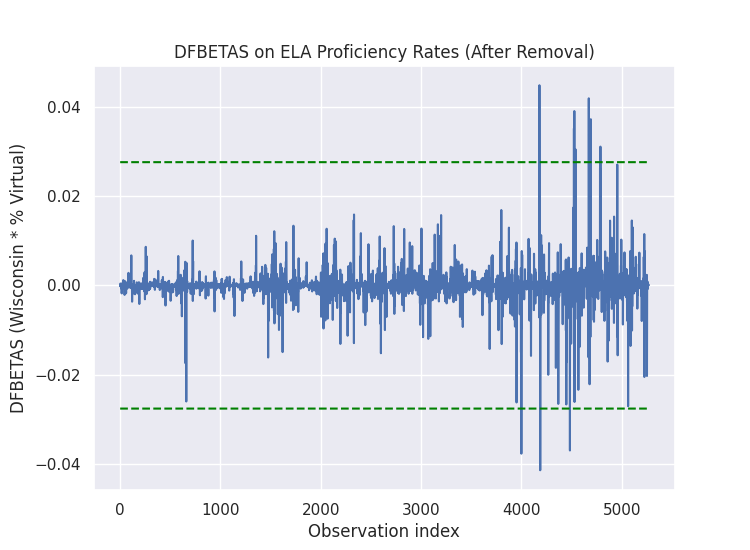 DFBETAS on ELA Proficiency Rates (After Removal)
DFBETAS (Wisconsin * % Virtual)
0.04
0.02
0.00
−0.02
−0.04
0 1000 2000 3000 4000 5000
Observation index